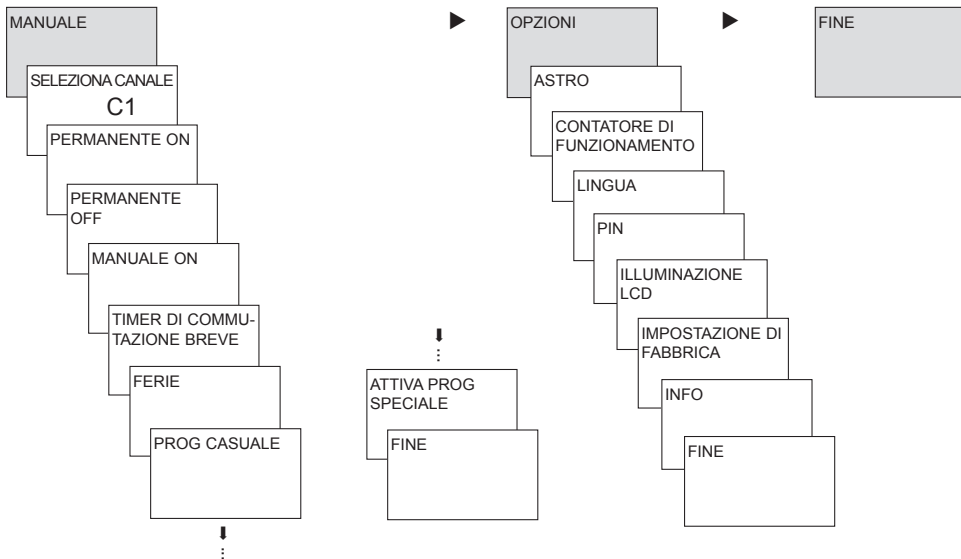 MANUALE
SELEZIONA CANALE
C1
PERMANENTE ON
PERMANENTE
OFF
MANUALE ON
TIMER DI COMMU-
TAZIONE BREVE
FERIE
PROG CASUALE
ATTIVA PROG
SPECIALE
FINE
OPZIONI
ASTRO
CONTATORE DI
FUNZIONAMENTO
LINGUA
PIN
ILLUMINAZIONE
LCD
IMPOSTAZIONE DI
FABBRICA
INFO
FINE
FINE